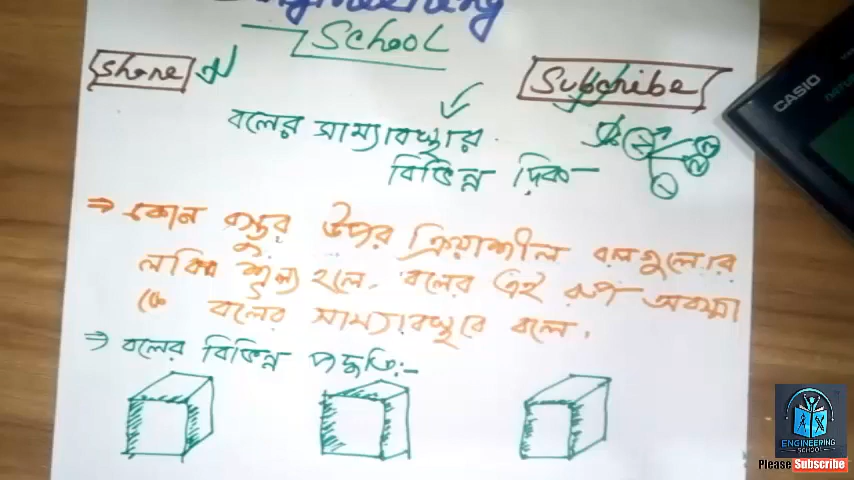 Engineering
School
Share
Subscribe
CASIO
বলের সাম্যাবস্থার
বিভিন্ন দিক—
⇒ কোন বস্তুর উপর ক্রিয়াশীল বলগুলোর
লব্ধি শূন্য হলে, বলের এই রুপ অবস্থা
কে বলের সাম্যাবস্থা বলে.
⇒ বলের বিভিন্ন পদ্ধতি:-
ENGINEERING
SCHOOL
Please Subscribe